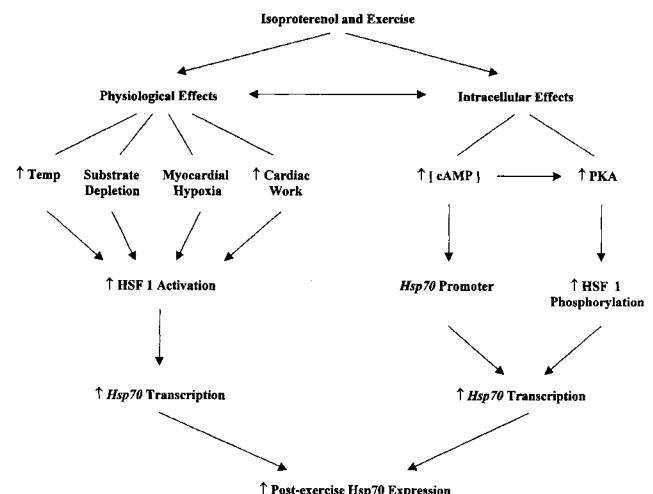 Isoproterenol and Exercise
Physiological Effects
Intracellular Effects
↑ Temp
Substrate
Depletion
Myocardial
Hypoxia
↑ Cardiac
Work
↑ [ cAMP }
↑ PKA
↑ HSF 1 Activation
Hsp70 Promoter
↑ HSF 1
Phosphorylation
↑ Hsp70 Transcription
↑ Hsp70 Transcription
↑ Post-exercise Hsp70 Expression